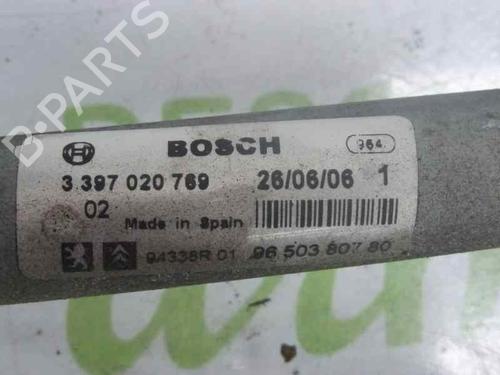 B-PARTS
BOSCH
964
3 397 020 769
26/06/06 1
02
Made in Spain
94338R 01
96 503 807 80